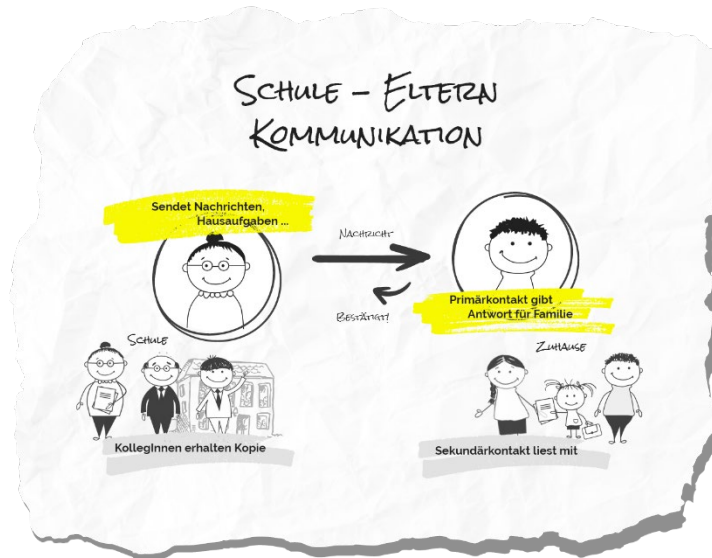 SCHULE – ELTERN
KOMMUNIKATION
Sendet Nachrichten,
Hausaufgaben ...
NACHRICHT
BESTÄTIGT!
Primärkontakt gibt
Antwort für Familie
SCHULE
KollegInnen erhalten Kopie
ZUHAUSE
Sekundärkontakt liest mit